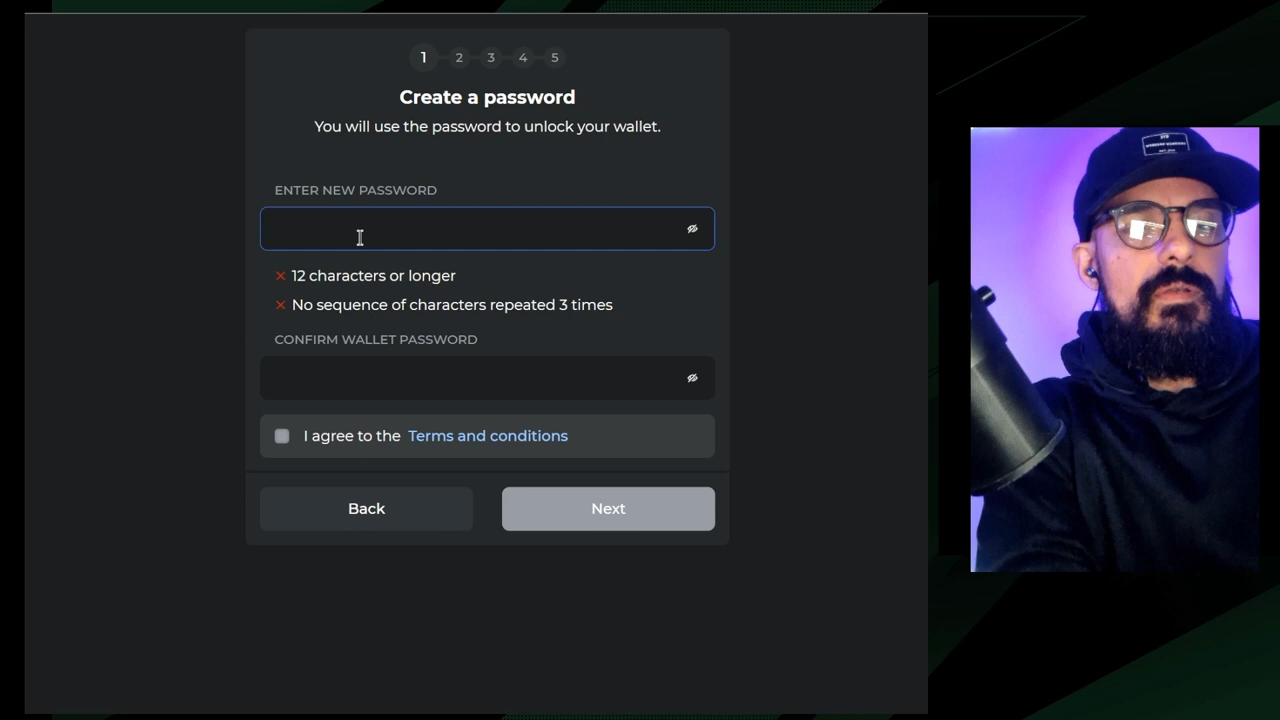 1 2 3 4 5
Create a password
You will use the password to unlock your wallet.
ENTER NEW PASSWORD
12 characters or longer
No sequence of characters repeated 3 times
CONFIRM WALLET PASSWORD
I agree to the Terms and conditions
Back Next